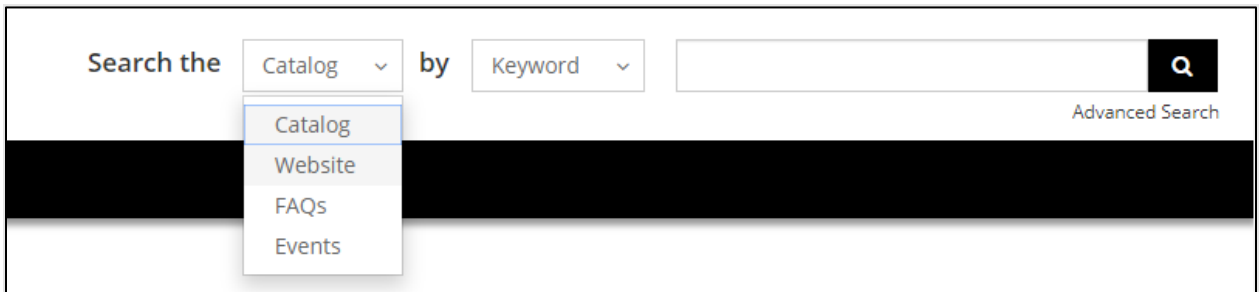 Search the Catalog by Keyword
Advanced Search
Catalog
Website
FAQs
Events